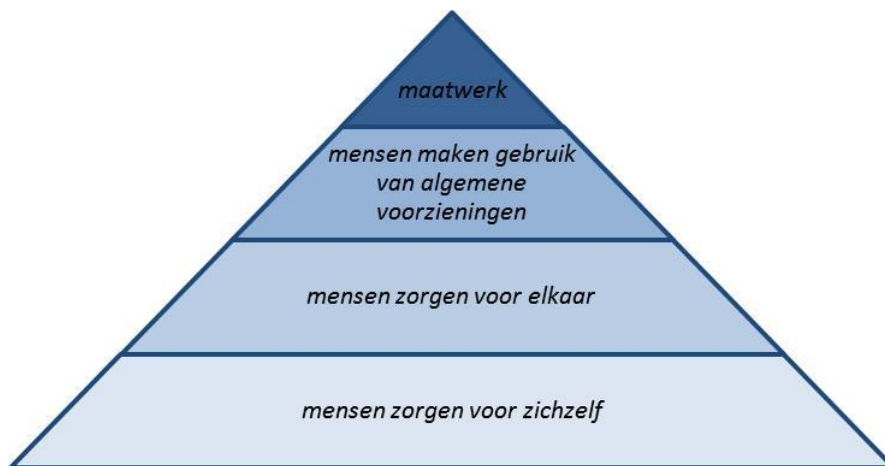 maatwerk
mensen maken gebruik
van algemene
voorzieningen
mensen zorgen voor elkaar
mensen zorgen voor zichzelf